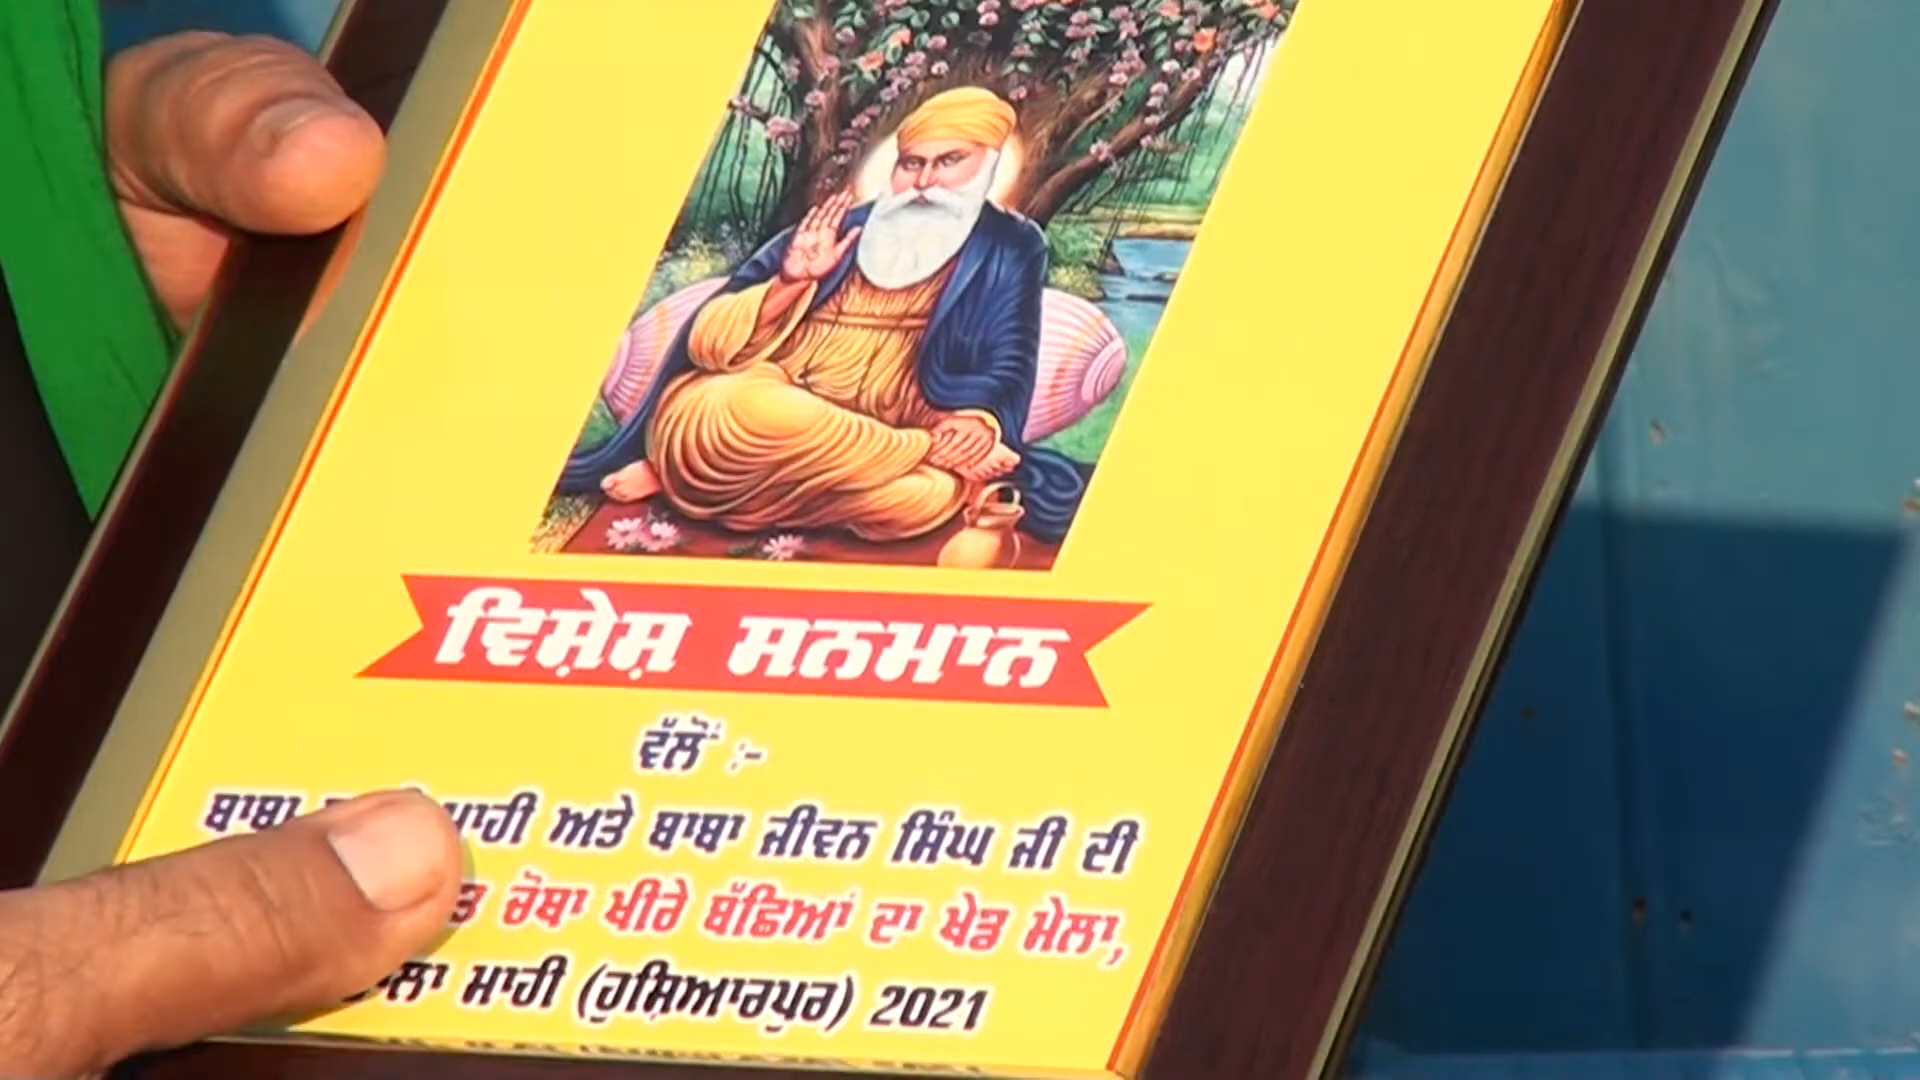 ਵਿਸ਼ੇਸ਼ ਸਨਮਾਨ
ਵੱਲੋਂ :-
ਬਾਬਾ ਅਤੇ ਬਾਬਾ ਜੀਵਨ ਸਿੰਘ ਜੀ ਦੀ
ਚੋਥਾ ਖੀਰੇ ਬੱਛਿਆਂ ਦਾ ਖੇਡ ਮੇਲਾ,
ਮਾਹੀ (ਹੁਸ਼ਿਆਰਪੁਰ) 2021